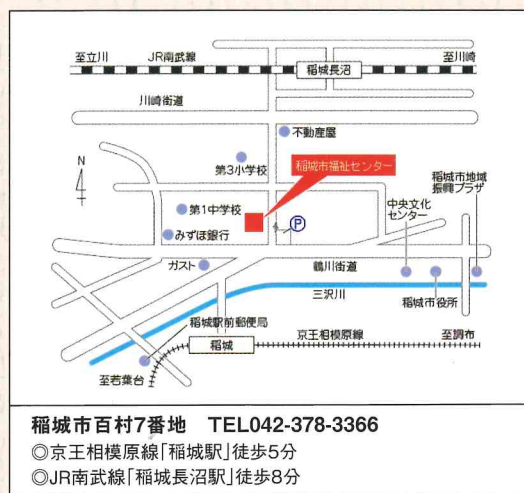 至立川
JR南武線
稲城長沼
至川崎
川崎街道
不動産屋
第3小学校
稲城市福祉センター
稲城市地域
振興プラザ
N
第1中学校
中央文化
センター
P
みずほ銀行
ガスト
鶴川街道
三沢川
稲城市役所
稲城駅前郵便局
稲城
京王相模原線
至調布
至若葉台
稲城市百村7番地 TEL042-378-3366
◎京王相模原線「稲城駅」徒歩5分
◎JR南武線「稲城長沼駅」徒歩8分